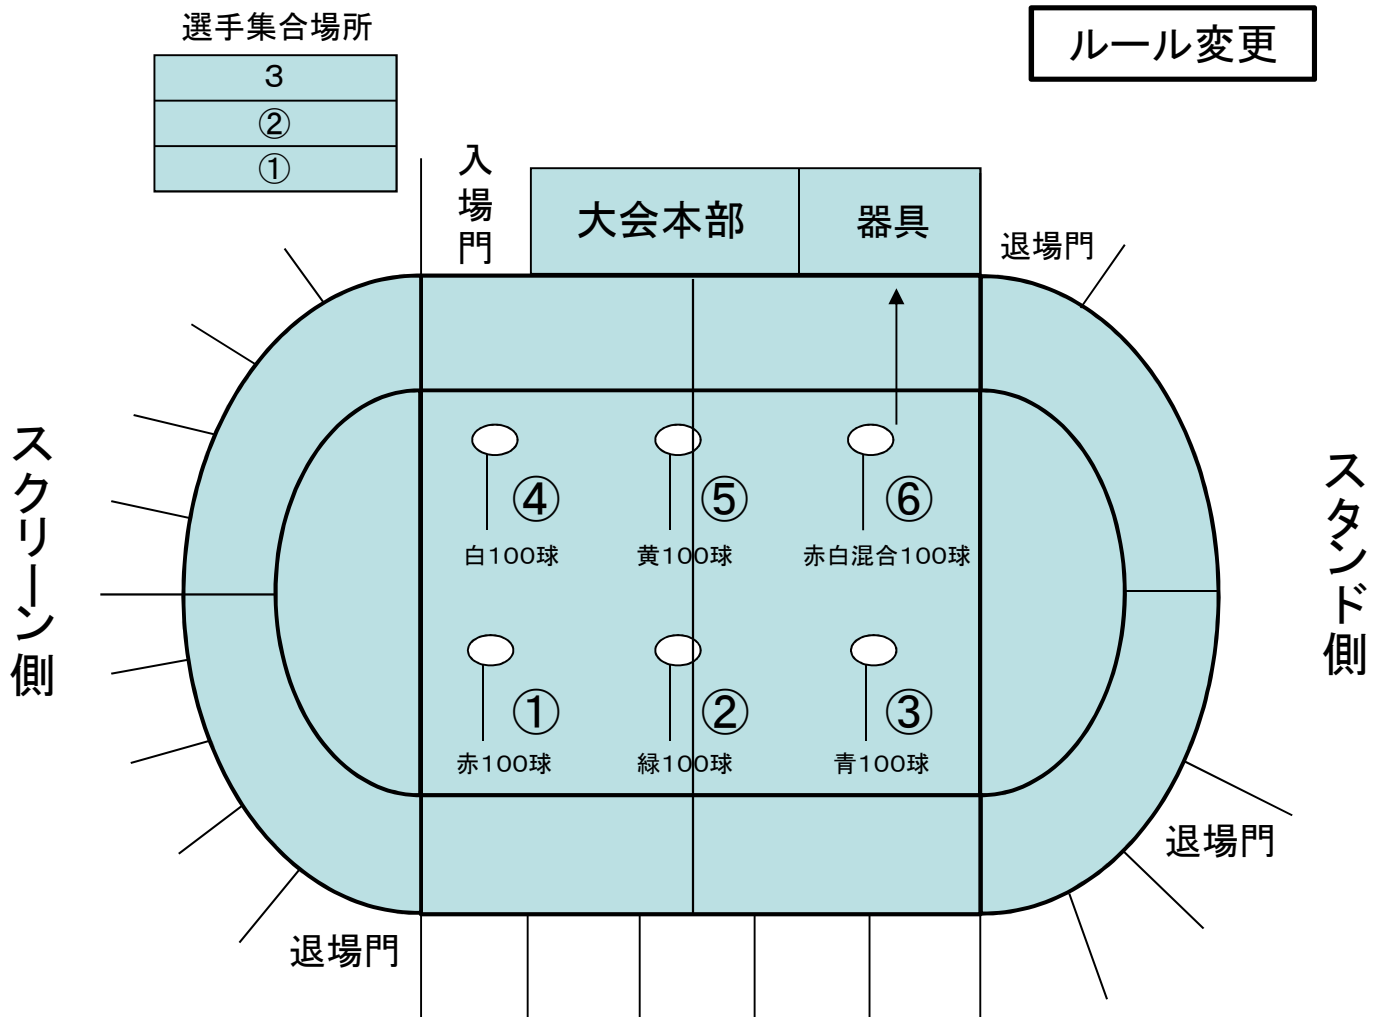 選手集合場所
ルール変更
３
②
①
入場門
大会本部
器具
退場門
スクリーン側
スタンド側
④
⑤
⑥
白１００球
黄１００球
赤白混合１００球
①
②
③
赤１００球
緑１００球
青１００球
退場門
退場門